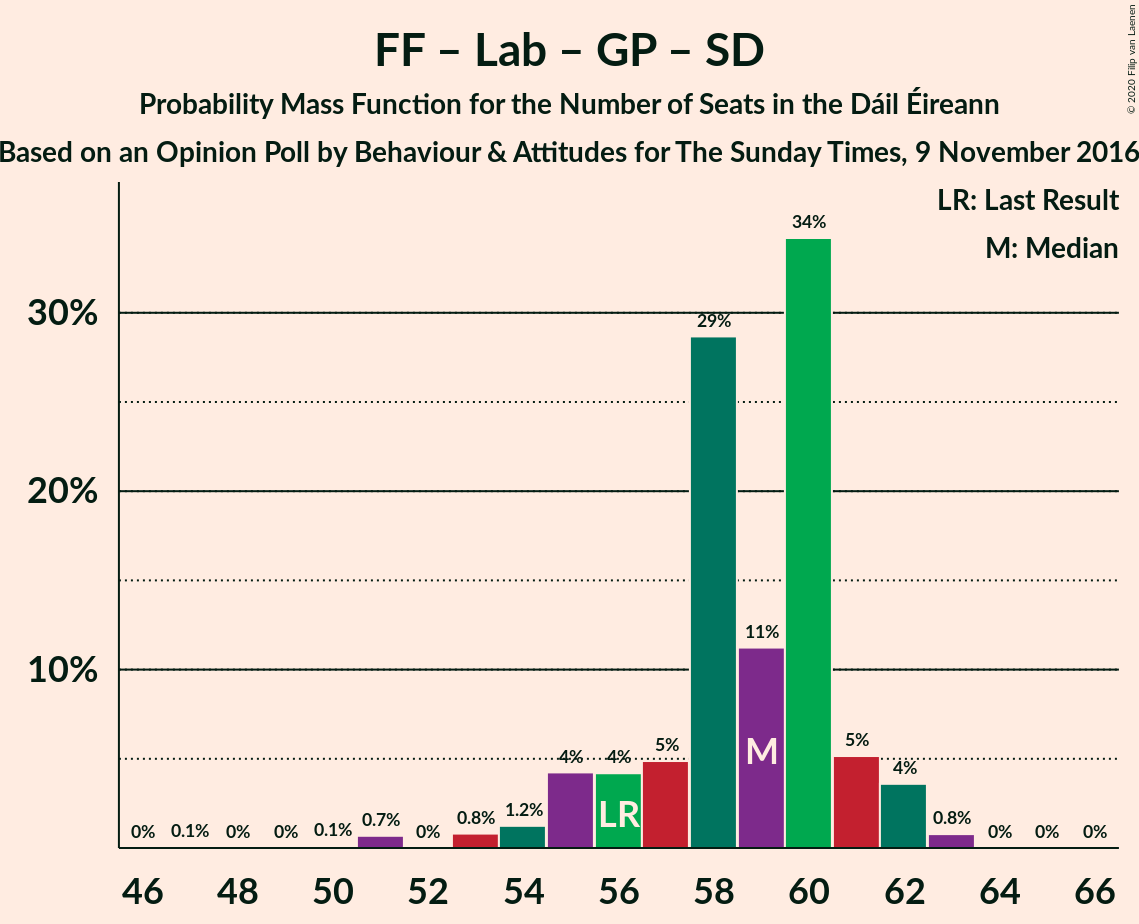 FF – Lab – GP – SD
Probability Mass Function for the Number of Seats in the Dáil Éireann
Based on an Opinion Poll by Behaviour & Attitudes for The Sunday Times, 9 November 2016
© 2020 Filip van Laenen
LR: Last Result
M: Median
30%
20%
10%
0%
0.1%
0%
0%
0.1%
0.7%
0%
0.8%
1.2%
4%
4%
5%
29%
11%
34%
5%
4%
0.8%
0%
0%
0%
LR
M
46 48 50 52 54 56 58 60 62 64 66